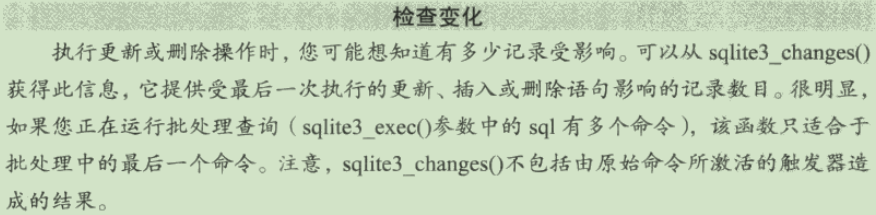 检查变化
执行更新或删除操作时，您可能想知道有多少记录受影响。可以从 sqlite3_changes()
获得此信息，它提供受最后一次执行的更新、插入或删除语句影响的记录数目。很明显，
如果您正在运行批处理查询（sqlite3_exec()参数中的 sql 有多个命令），该函数只适合于
批处理中的最后一个命令。注意，sqlite3_changes()不包括由原始命令所激活的触发器造
成的结果。